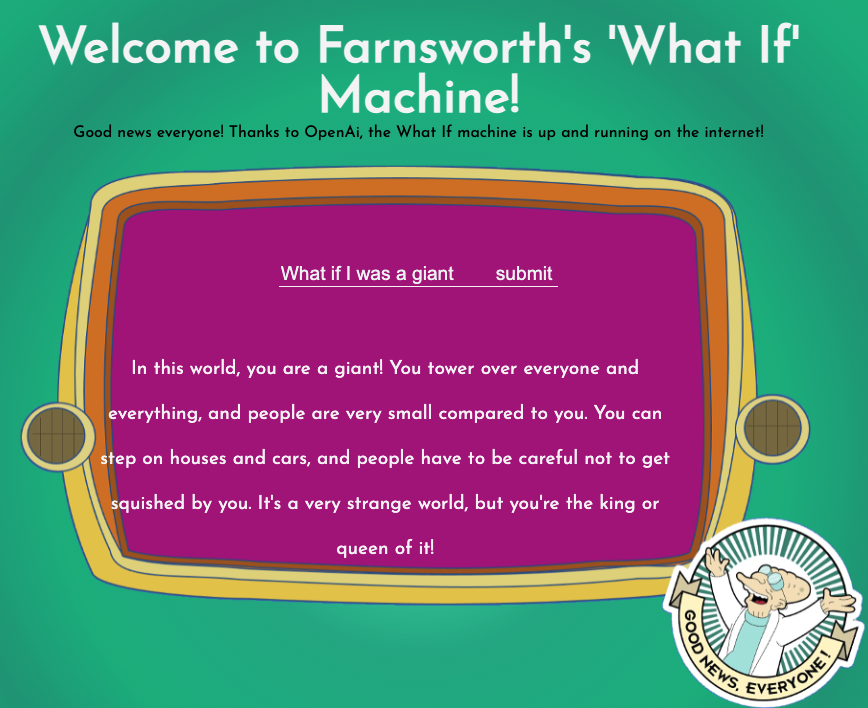 Welcome to Farnsworth's 'What If'
Machine!
Good news everyone! Thanks to OpenAi, the What If machine is up and running on the internet!
What if I was a giant submit
In this world, you are a giant! You tower over everyone and
everything, and people are very small compared to you. You can
step on houses and cars, and people have to be careful not to get
squished by you. It's a very strange world, but you're the king or
queen of it!
GOOD NEWS, EVERYONE!